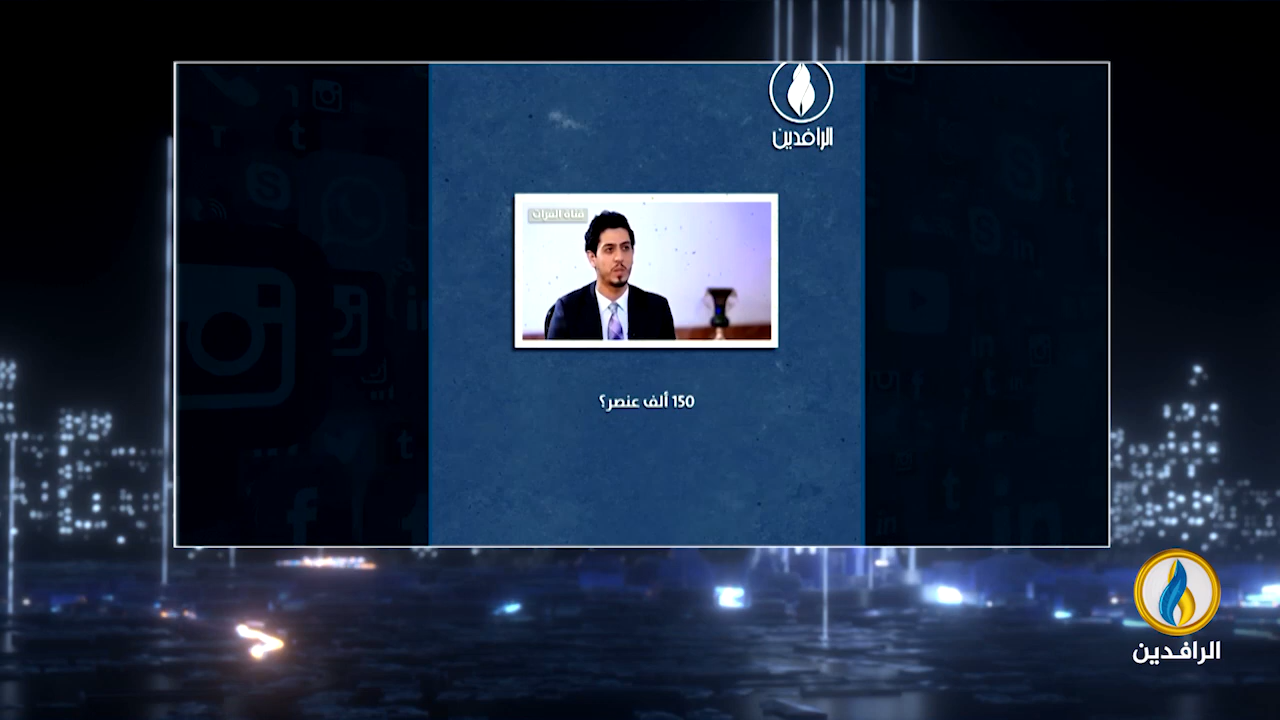 الرافدين
قناة الفرات
150 ألف عنصر؟
الرافدين